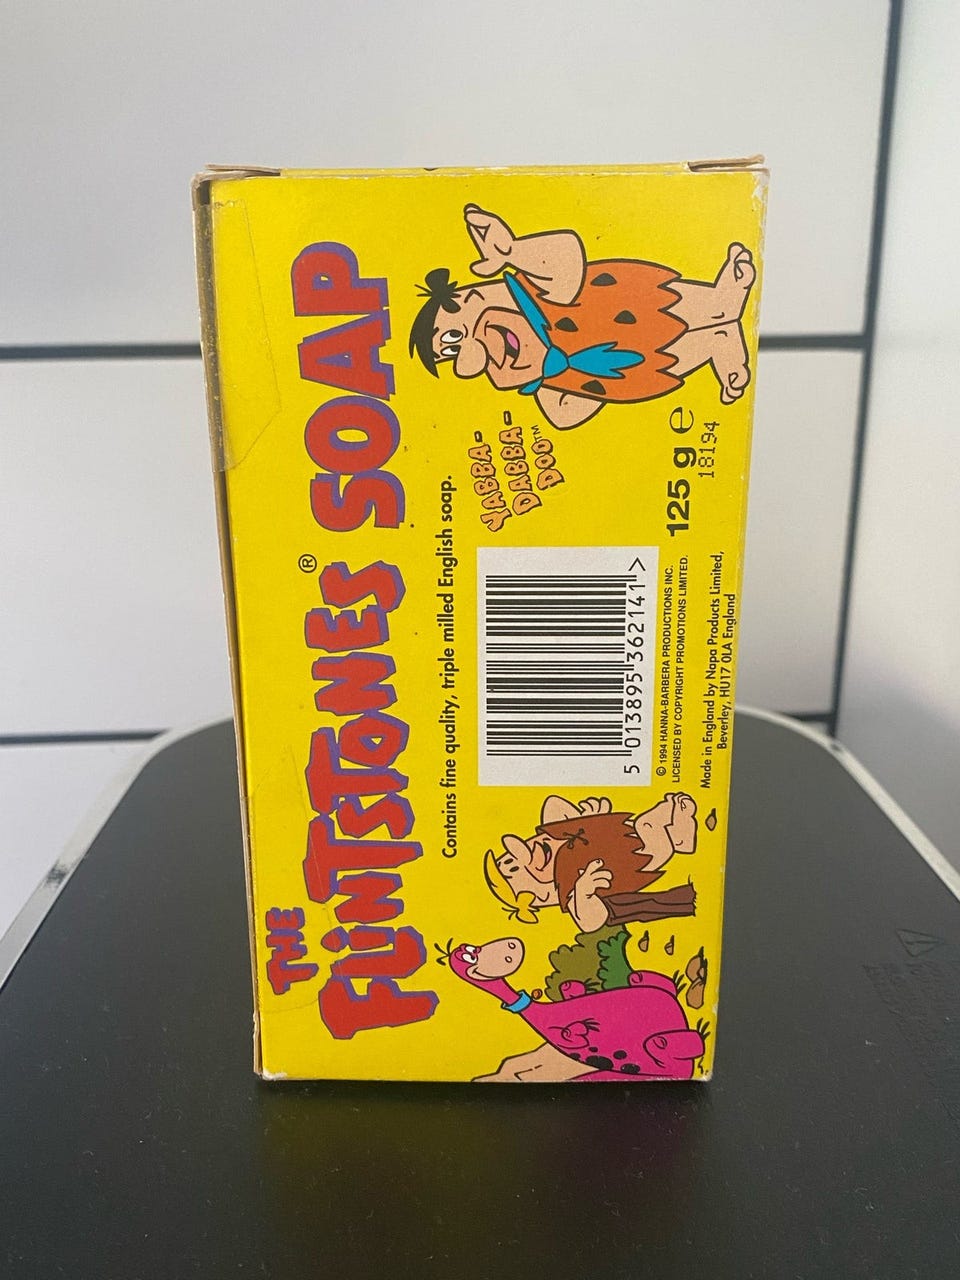 THE
FLINTSTONES® SOAP
Contains fine quality, triple milled English soap.
YABBA-
DABBA-
DOO™
5 013895 362141 >
© 1994 HANNA-BARBERA PRODUCTIONS INC.
LICENSED BY COPYRIGHT PROMOTIONS LIMITED.
125 g e
18194
Made in England by Napa Products Limited,
Beverley, HU17 0LA England